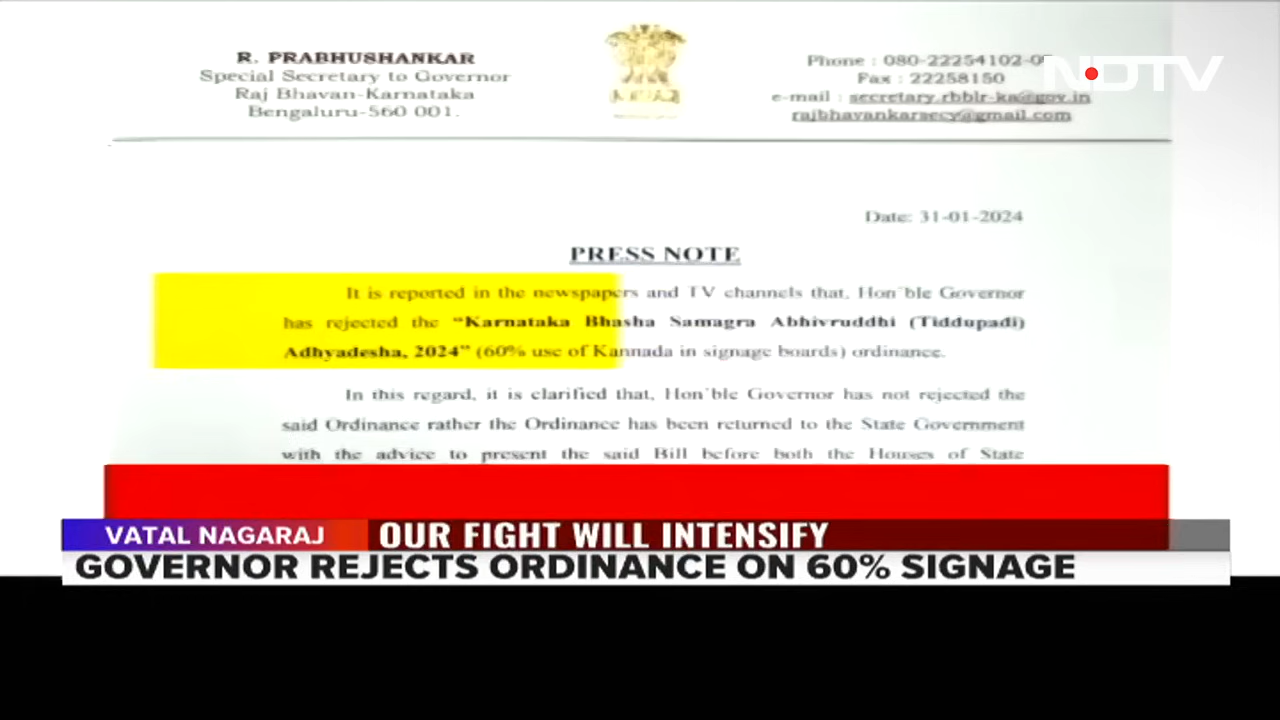 R. PRABHUSHANKAR
Special Secretary to Governor
Raj Bhavan-Karnataka
Bengaluru-560 001.
Phone : 080-22254102-0
Fax : 22258150
e-mail : secretary.rbblr-ka@gov.in
rajbhavankarsecy@gmail.com
NDTV
Date: 31-01-2024
PRESS NOTE
It is reported in the newspapers and TV channels that, Hon'ble Governor
has rejected the "Karnataka Bhasha Samagra Abhivruddhi (Tiddupadi)
Adhyadesha, 2024" (60% use of Kannada in signage boards) ordinance.
In this regard, it is clarified that, Hon'ble Governor has not rejected the
said Ordinance rather the Ordinance has been returned to the State Government
with the advice to present the said Bill before both the Houses of State
VATAL NAGARAJ
OUR FIGHT WILL INTENSIFY
GOVERNOR REJECTS ORDINANCE ON 60% SIGNAGE